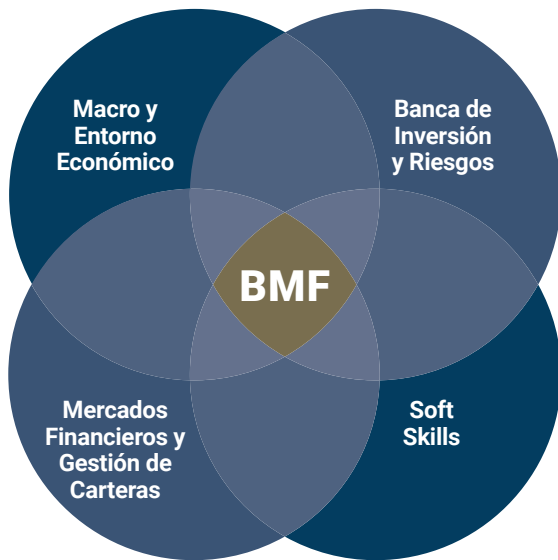 Macro y
Entorno
Económico
Banca de
Inversión
y Riesgos
BMF
Mercados
Financieros y
Gestión de
Carteras
Soft
Skills